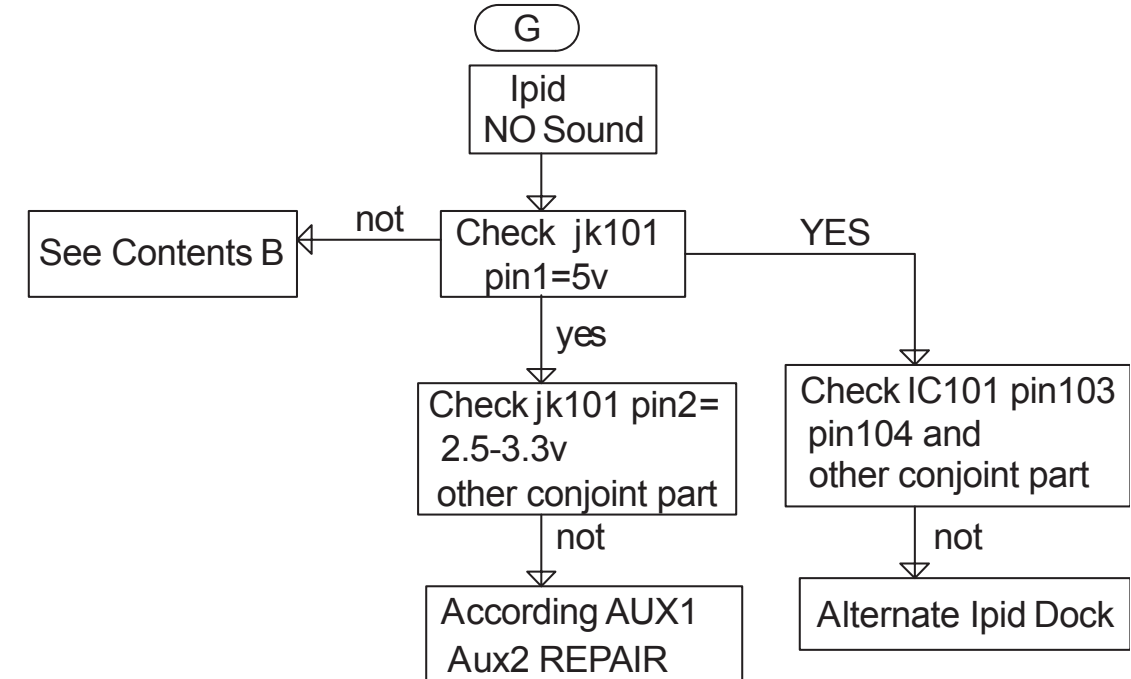 G
Ipid
NO Sound
not
See Contents B
Check jk101
pin1=5v
YES
yes
Check jk101 pin2=
2.5-3.3v
other conjoint part
Check IC101 pin103
pin104 and
other conjoint part
not
not
According AUX1
Aux2 REPAIR
Alternate Ipid Dock